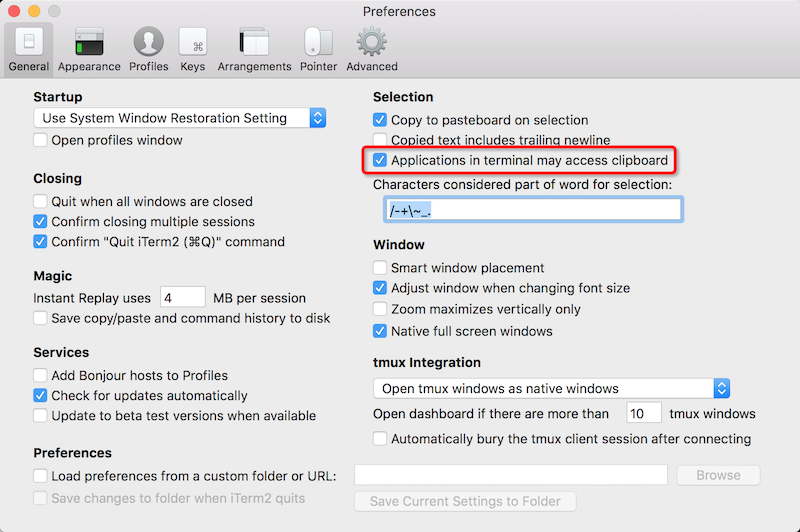 Preferences
General Appearance Profiles Keys Arrangements Pointer Advanced
Startup
Use System Window Restoration Setting
Open profiles window
Closing
Quit when all windows are closed
Confirm closing multiple sessions
Confirm "Quit iTerm2 (⌘Q)" command
Magic
Instant Replay uses 4 MB per session
Save copy/paste and command history to disk
Services
Add Bonjour hosts to Profiles
Check for updates automatically
Update to beta test versions when available
Preferences
Load preferences from a custom folder or URL:
Browse
Save changes to folder when iTerm2 quits
Save Current Settings to Folder
Selection
Copy to pasteboard on selection
Copied text includes trailing newline
Applications in terminal may access clipboard
Characters considered part of word for selection:
/-+\~_.
Window
Smart window placement
Adjust window when changing font size
Zoom maximizes vertically only
Native full screen windows
tmux Integration
Open tmux windows as native windows
Open dashboard if there are more than 10 tmux windows
Automatically bury the tmux client session after connecting